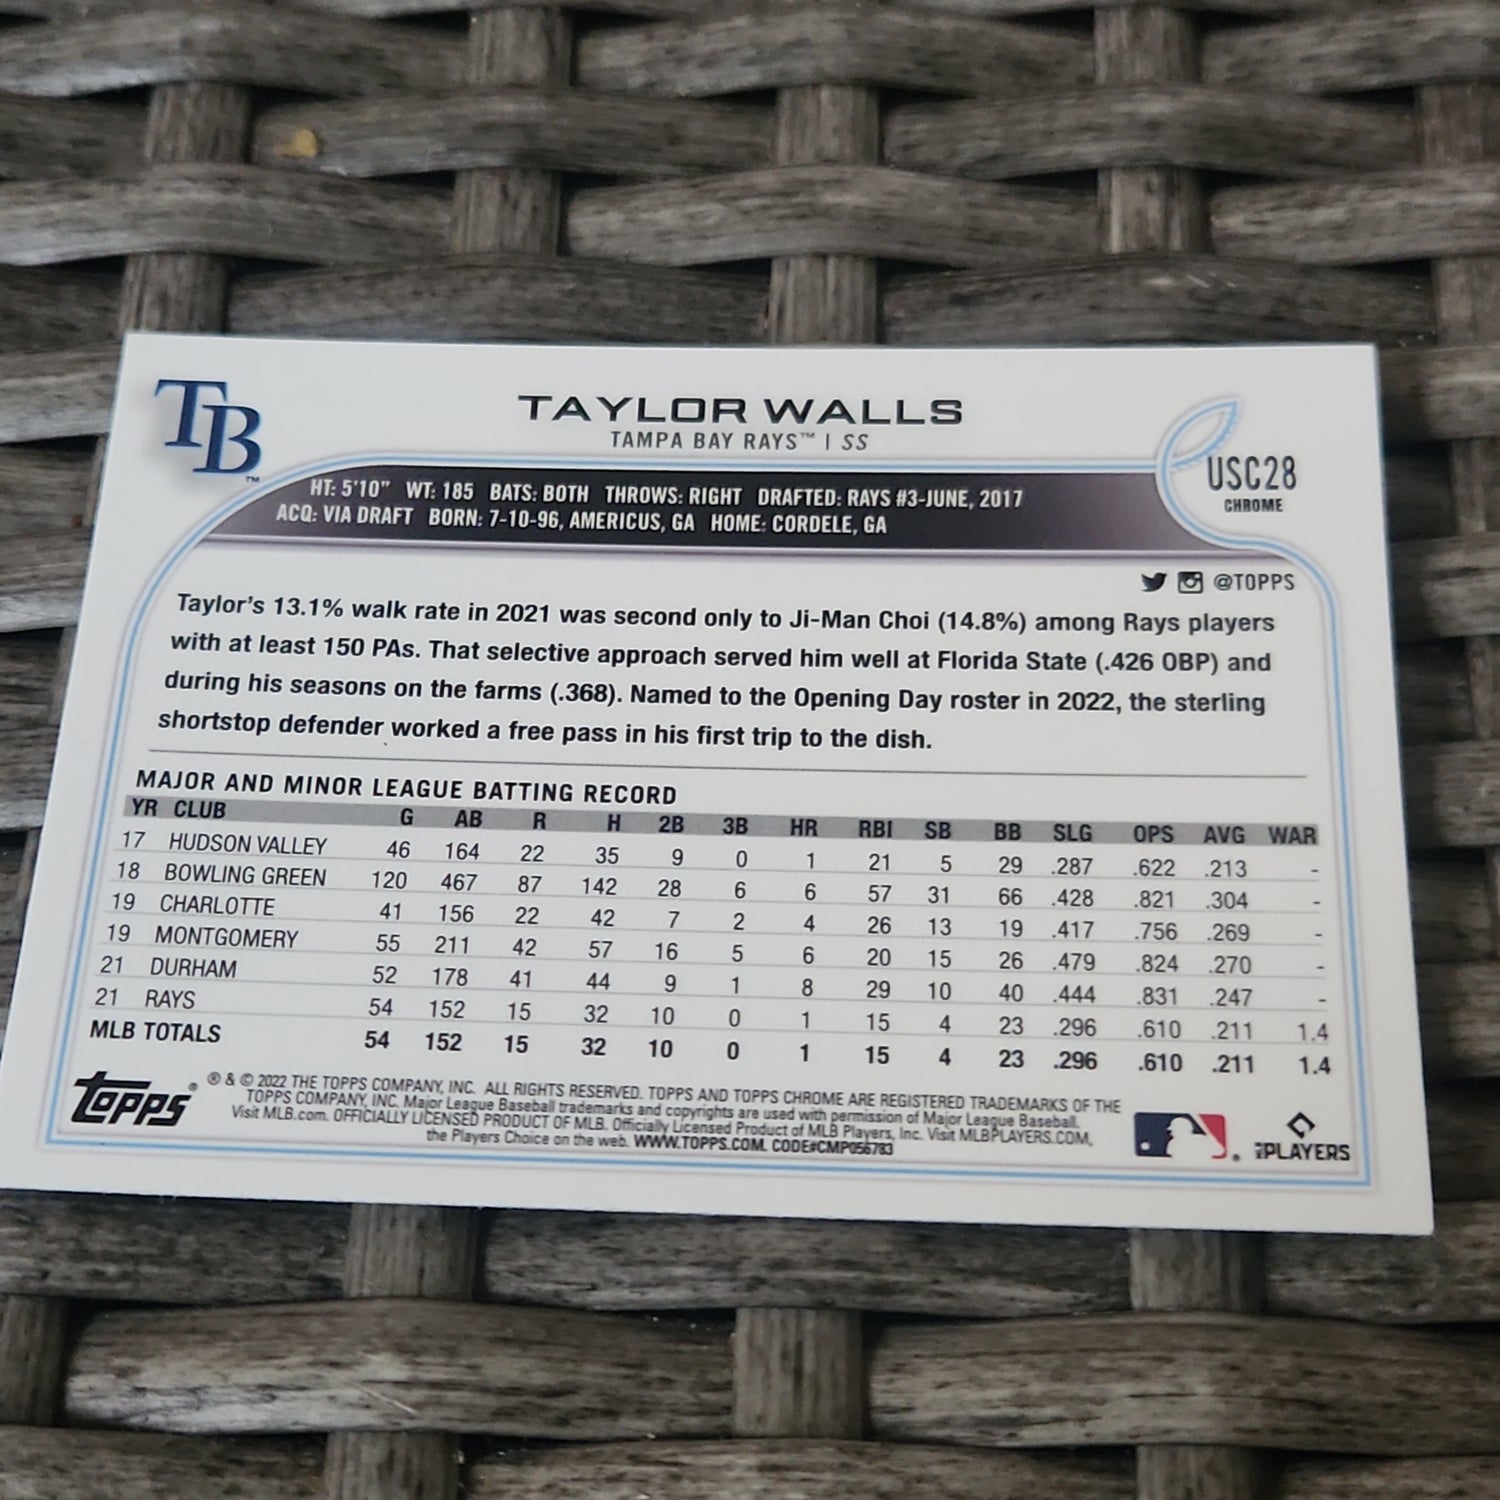 TB™
TAYLOR WALLS
TAMPA BAY RAYS™ | SS
USC28
CHROME
HT: 5'10" WT: 185 BATS: BOTH THROWS: RIGHT DRAFTED: RAYS #3-JUNE, 2017
ACQ: VIA DRAFT BORN: 7-10-96, AMERICUS, GA HOME: CORDELE, GA
@TOPPS
Taylor's 13.1% walk rate in 2021 was second only to Ji-Man Choi (14.8%) among Rays players
with at least 150 PAs. That selective approach served him well at Florida State (.426 OBP) and
during his seasons on the farms (.368). Named to the Opening Day roster in 2022, the sterling
shortstop defender worked a free pass in his first trip to the dish.
MAJOR AND MINOR LEAGUE BATTING RECORD
YR CLUB G AB R H 2B 3B HR RBI SB BB SLG OPS AVG WAR
17 HUDSON VALLEY 46 164 22 35 9 0 1 21 5 29 .287 .622 .213 -
18 BOWLING GREEN 120 467 87 142 28 6 6 57 31 66 .428 .821 .304 -
19 CHARLOTTE 41 156 22 42 7 2 4 26 13 19 .417 .756 .269 -
19 MONTGOMERY 55 211 42 57 16 5 6 20 15 26 .479 .824 .270 -
21 DURHAM 52 178 41 44 9 1 8 29 10 40 .444 .831 .247 -
21 RAYS 54 152 15 32 10 0 1 15 4 23 .296 .610 .211 1.4
MLB TOTALS 54 152 15 32 10 0 1 15 4 23 .296 .610 .211 1.4
topps®
® & © 2022 THE TOPPS COMPANY, INC. ALL RIGHTS RESERVED. TOPPS AND TOPPS CHROME ARE REGISTERED TRADEMARKS OF THE
TOPPS COMPANY, INC. Major League Baseball trademarks and copyrights are used with permission of Major League Baseball.
Visit MLB.com. OFFICIALLY LICENSED PRODUCT OF MLB. Officially Licensed Product of MLB Players, Inc. Visit MLBPLAYERS.COM,
the Players Choice on the web. WWW.TOPPS.COM. CODE#CMP056783
PLAYERS